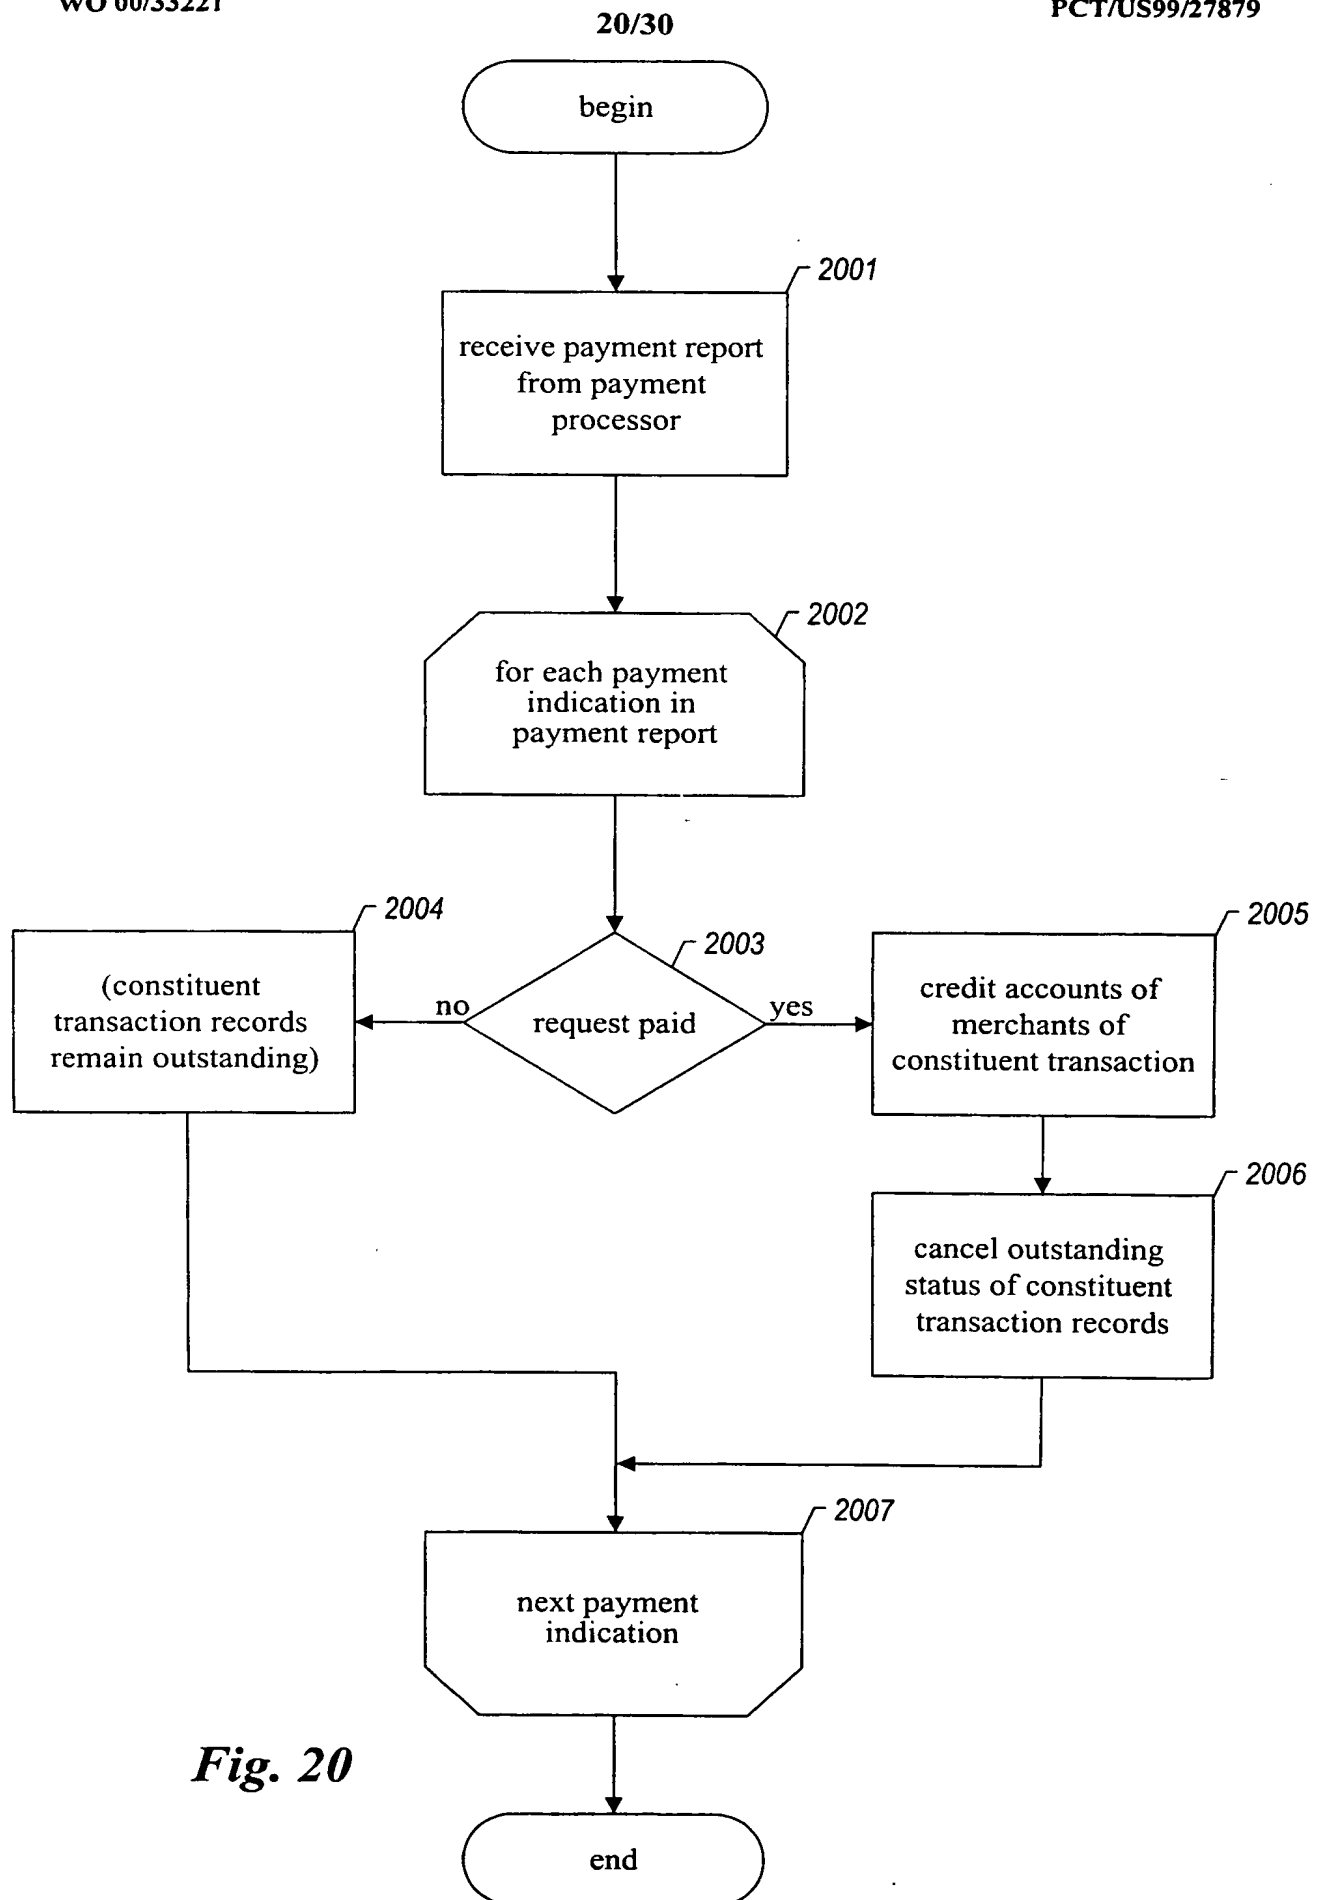 WO 00/33221
PCT/US99/27879
20/30
begin
2001
receive payment report
from payment
processor
2002
for each payment
indication in
payment report
2003
request paid
no
yes
2004
(constituent
transaction records
remain outstanding)
2005
credit accounts of
merchants of
constituent transaction
2006
cancel outstanding
status of constituent
transaction records
2007
next payment
indication
Fig. 20
end